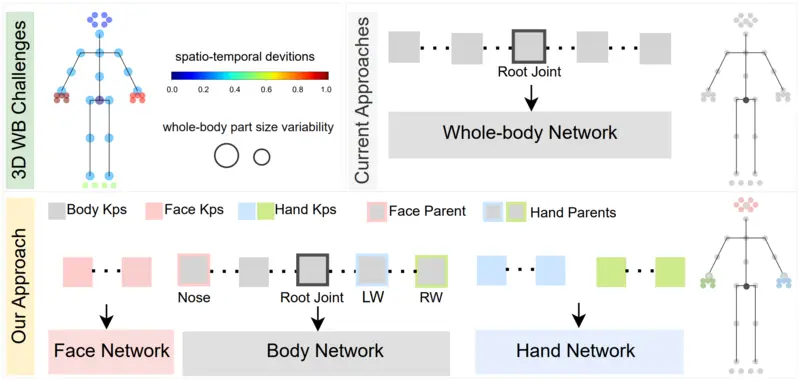 3D WB Challenges
spatio-temporal devitions
0.0 0.2 0.4 0.6 0.8 1.0
whole-body part size variability
Current Approaches
Root Joint
Whole-body Network
Our Approach
Body Kps Face Kps Hand Kps Face Parent Hand Parents
Nose Root Joint LW RW
Face Network Body Network Hand Network